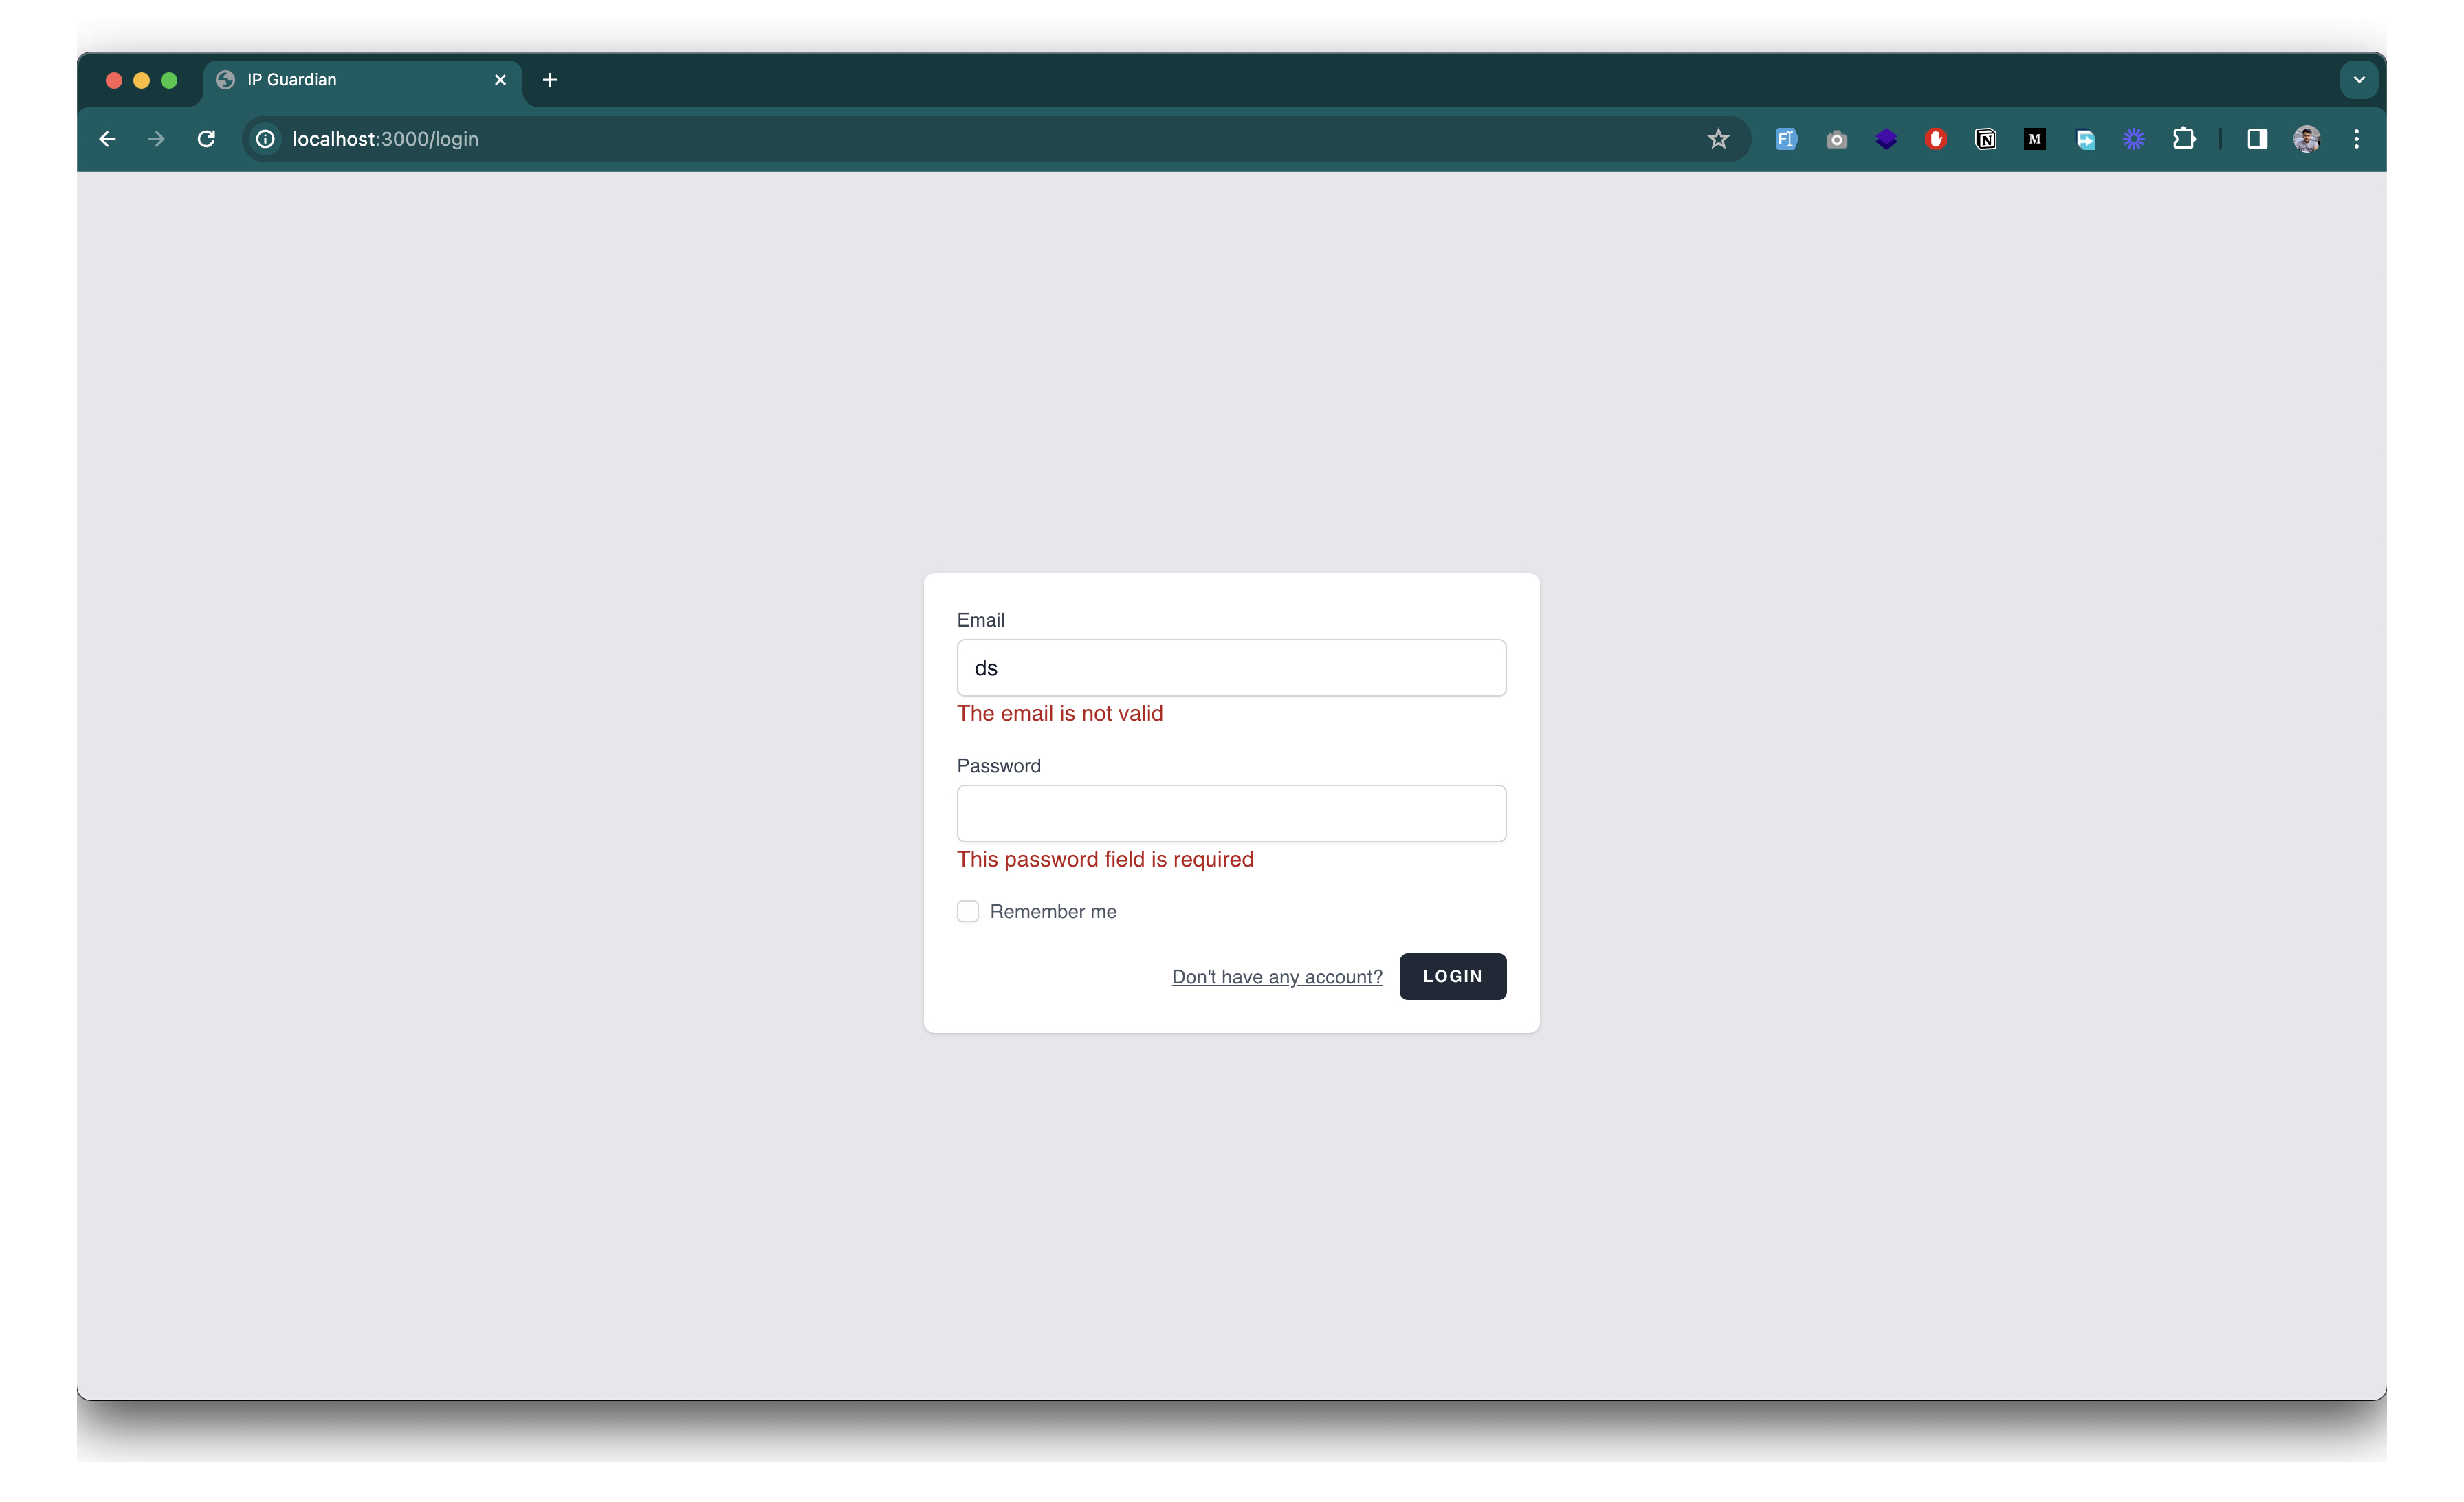 IP Guardian
localhost:3000/login
Email
ds
The email is not valid
Password
This password field is required
Remember me
Don't have any account?
LOGIN